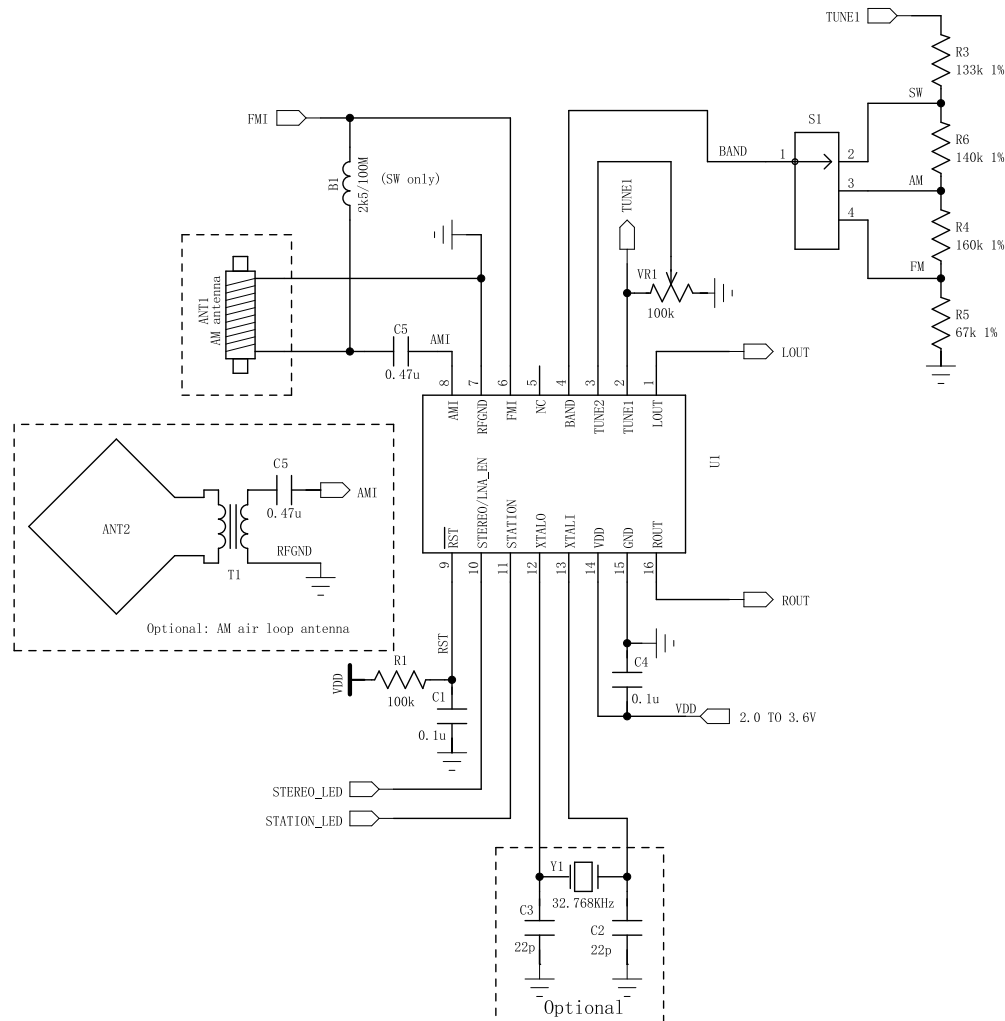 TUNE1
R3
133k 1%
SW
FMI
S1
R6
140k 1%
BAND
1
2
3
4
AM
B1
2k5/100M
(SW only)
TUNE1
R4
160k 1%
FM
VR1
100k
R5
67k 1%
ANT1
AM antenna
C5
0.47u
AMI
LOUT
8
7
6
5
4
3
2
1
AMI
RFGND
FMI
NC
BAND
TUNE2
TUNE1
LOUT
U1
C5
0.47u
AMI
ANT2
RFGND
T1
Optional: AM air loop antenna
RST
STEREO/LNA_EN
STATION
XTALO
XTALI
VDD
GND
ROUT
9
10
11
12
13
14
15
16
ROUT
RST
VDD
R1
100k
C1
0.1u
C4
0.1u
VDD
2.0 TO 3.6V
STEREO_LED
STATION_LED
Y1
32.768KHz
C3
22p
C2
22p
Optional